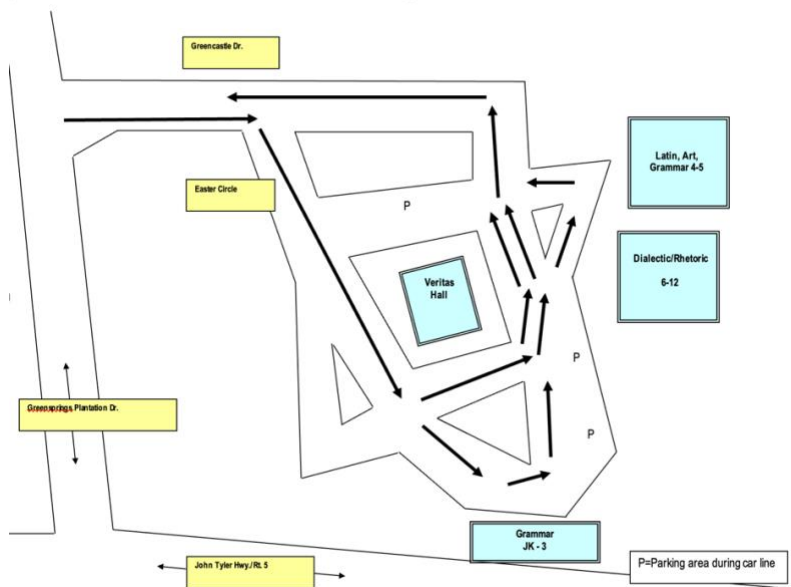 Greencastle Dr.
Latin, Art,
Grammar 4-5
Easter Circle
P
Dialectic/Rhetoric
6-12
Veritas
Hall
P
Greensprings Plantation Dr.
P
Grammar
JK - 3
P=Parking area during car line
John Tyler Hwy./Rt. 5